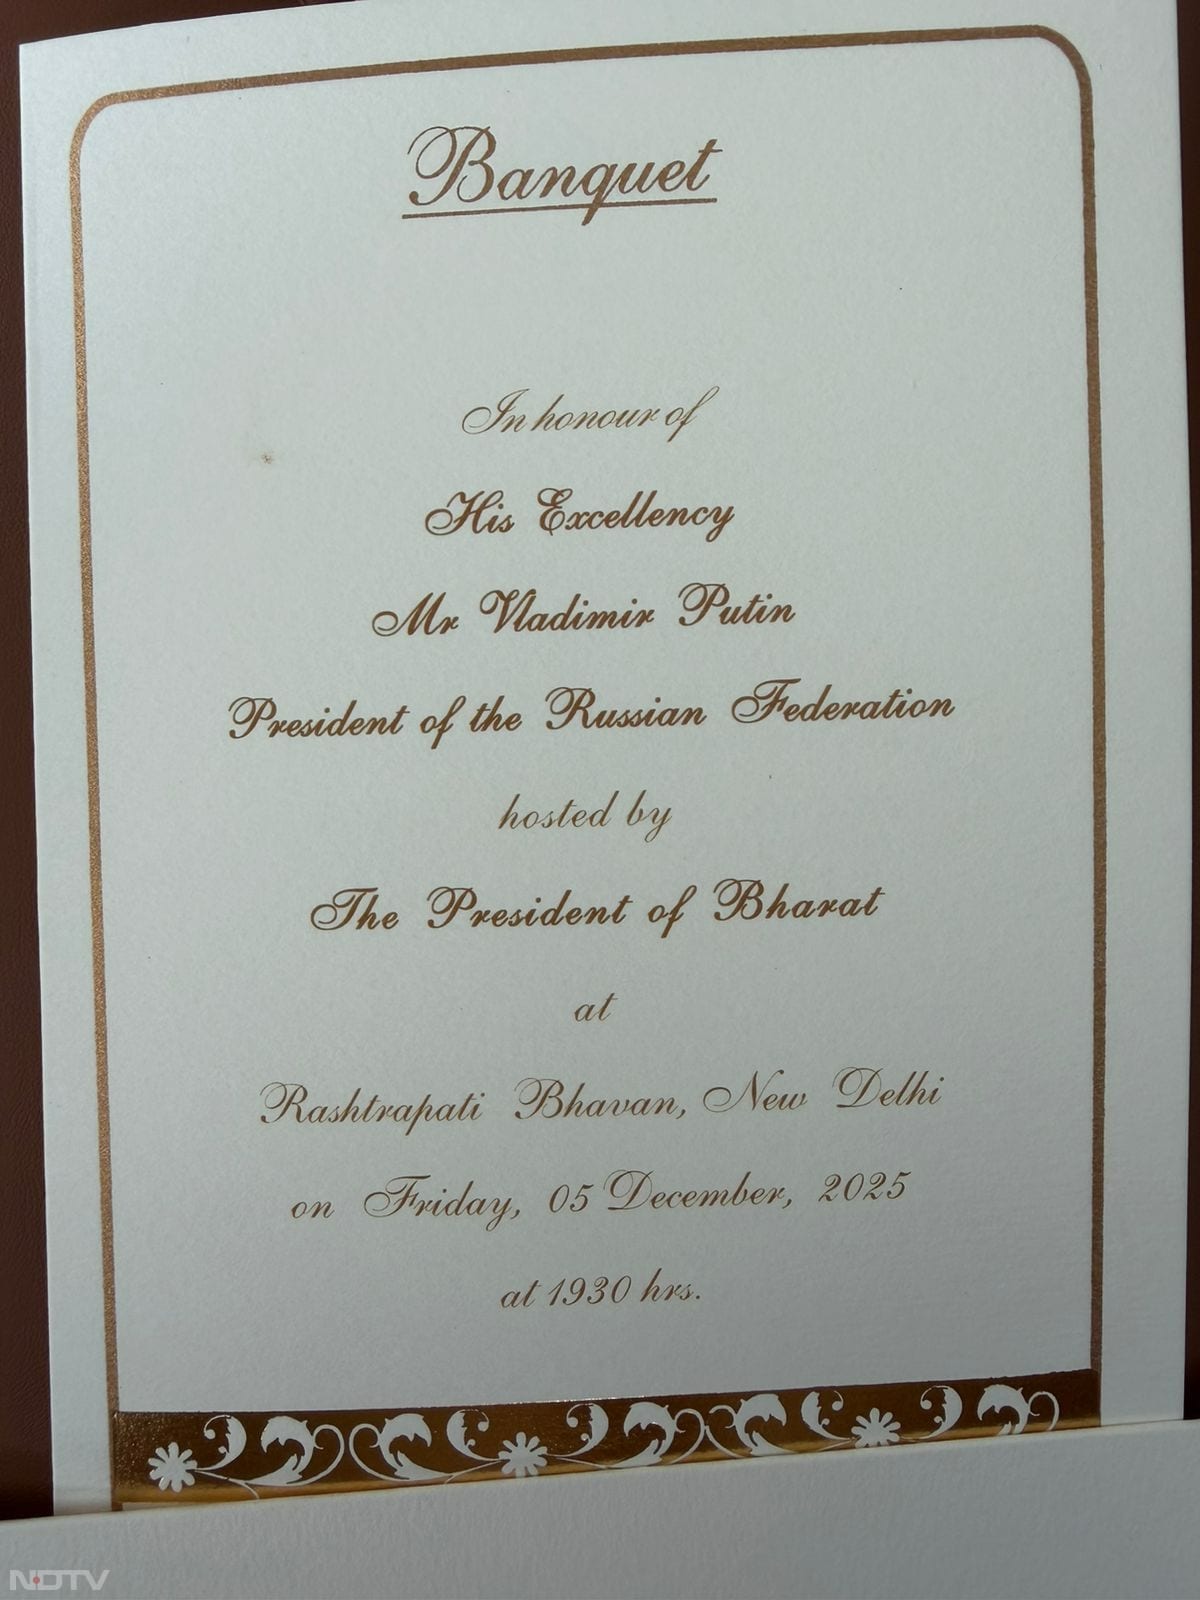 Banquet
In honour of
His Excellency
Mr Vladimir Putin
President of the Russian Federation
hosted by
The President of Bharat
at
Rashtrapati Bhavan, New Delhi
on Friday, 05 December, 2025
at 1930 hrs.
NDTV